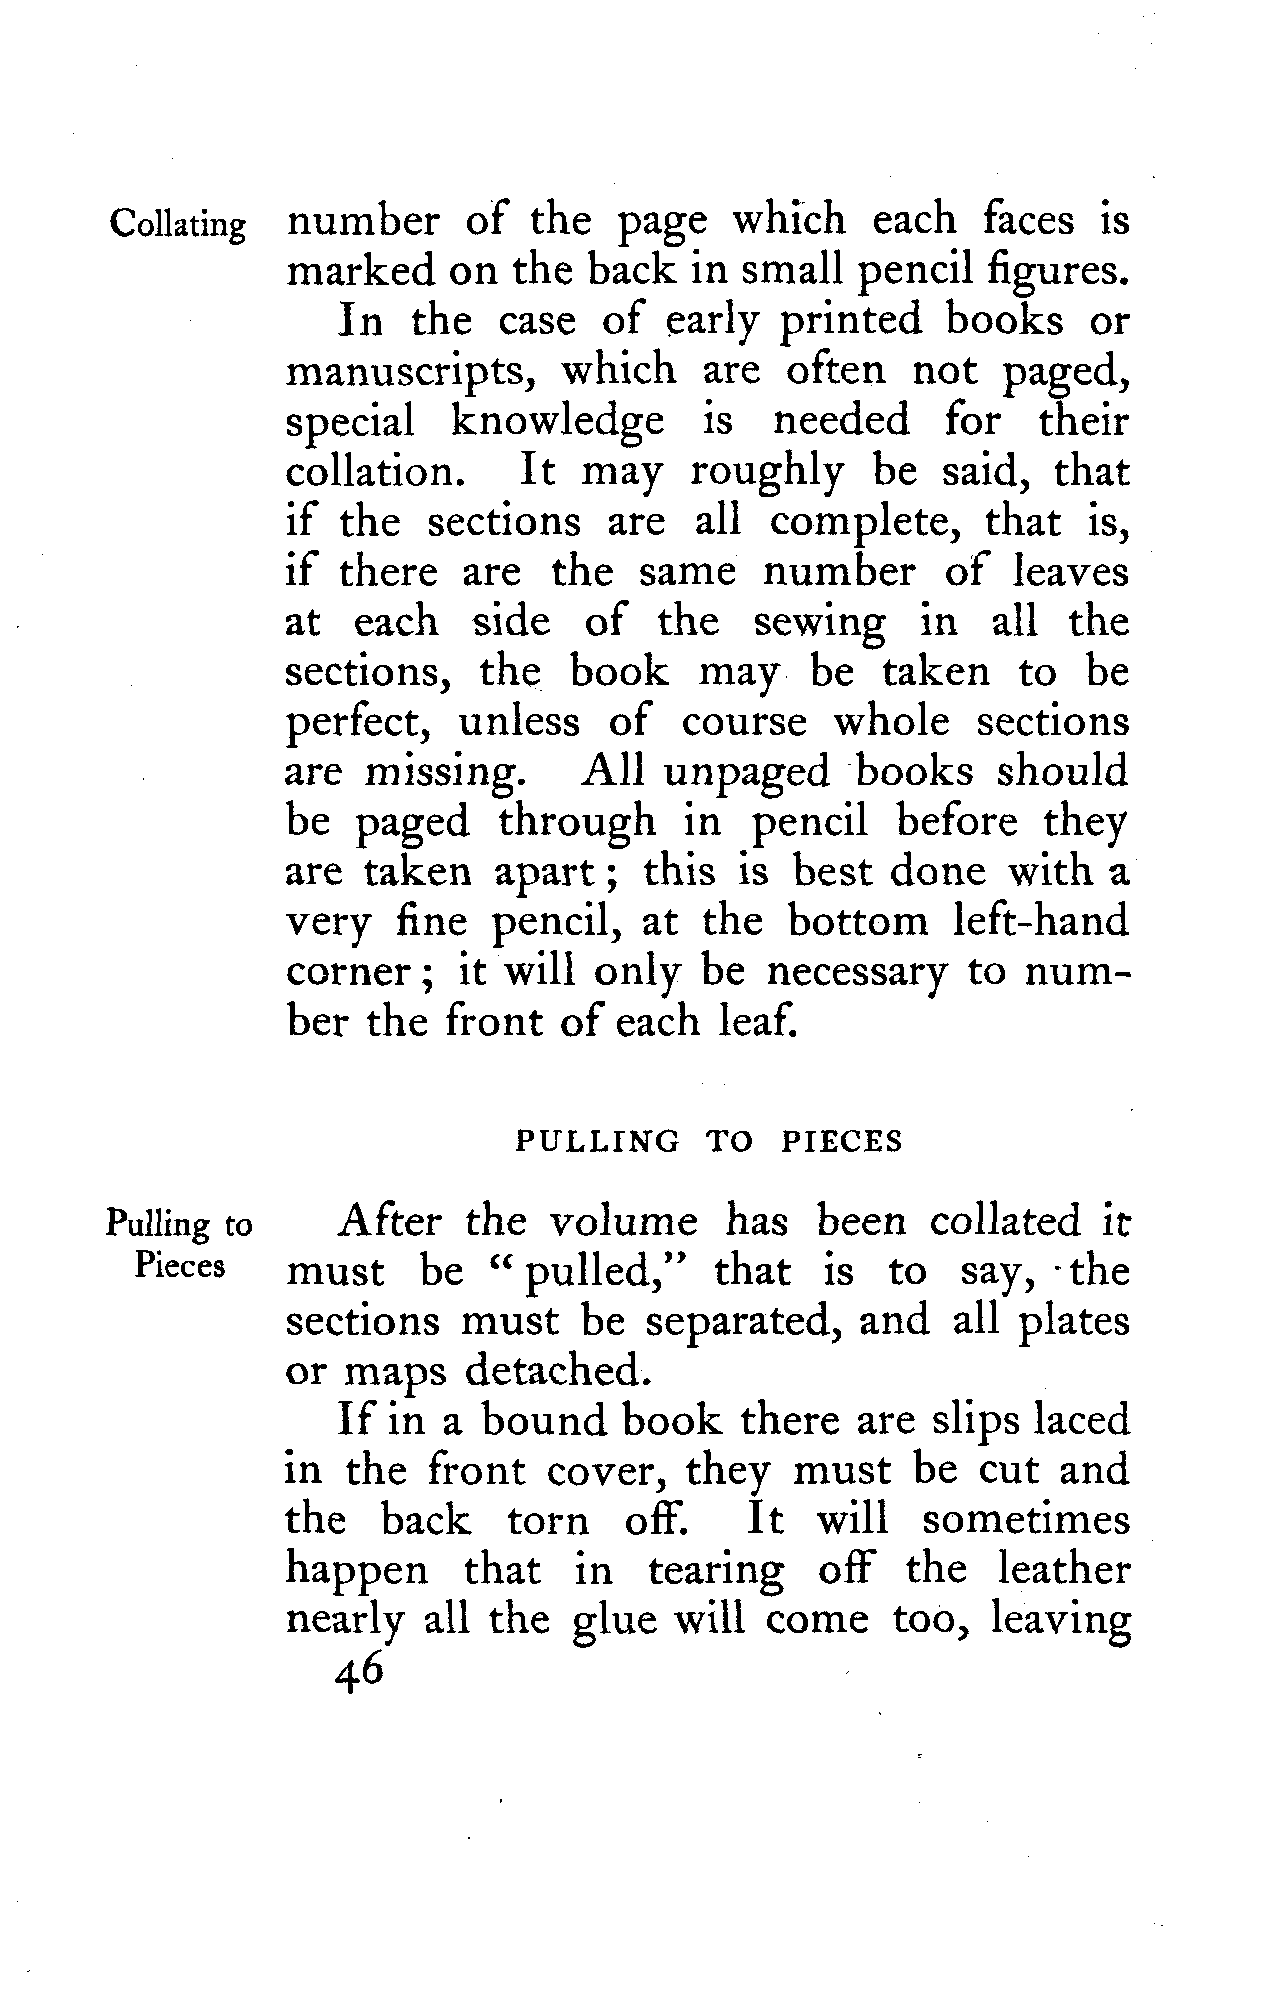 Collating number of the page which each faces is
marked on the back in small pencil figures.
In the case of early printed books or
manuscripts, which are often not paged,
special knowledge is needed for their
collation. It may roughly be said, that
if the sections are all complete, that is,
if there are the same number of leaves
at each side of the sewing in all the
sections, the book may be taken to be
perfect, unless of course whole sections
are missing. All unpaged books should
be paged through in pencil before they
are taken apart; this is best done with a
very fine pencil, at the bottom left-hand
corner; it will only be necessary to num-
ber the front of each leaf.
PULLING TO PIECES
Pulling to
Pieces
After the volume has been collated it
must be "pulled," that is to say, the
sections must be separated, and all plates
or maps detached.
If in a bound book there are slips laced
in the front cover, they must be cut and
the back torn off. It will sometimes
happen that in tearing off the leather
nearly all the glue will come too, leaving
46